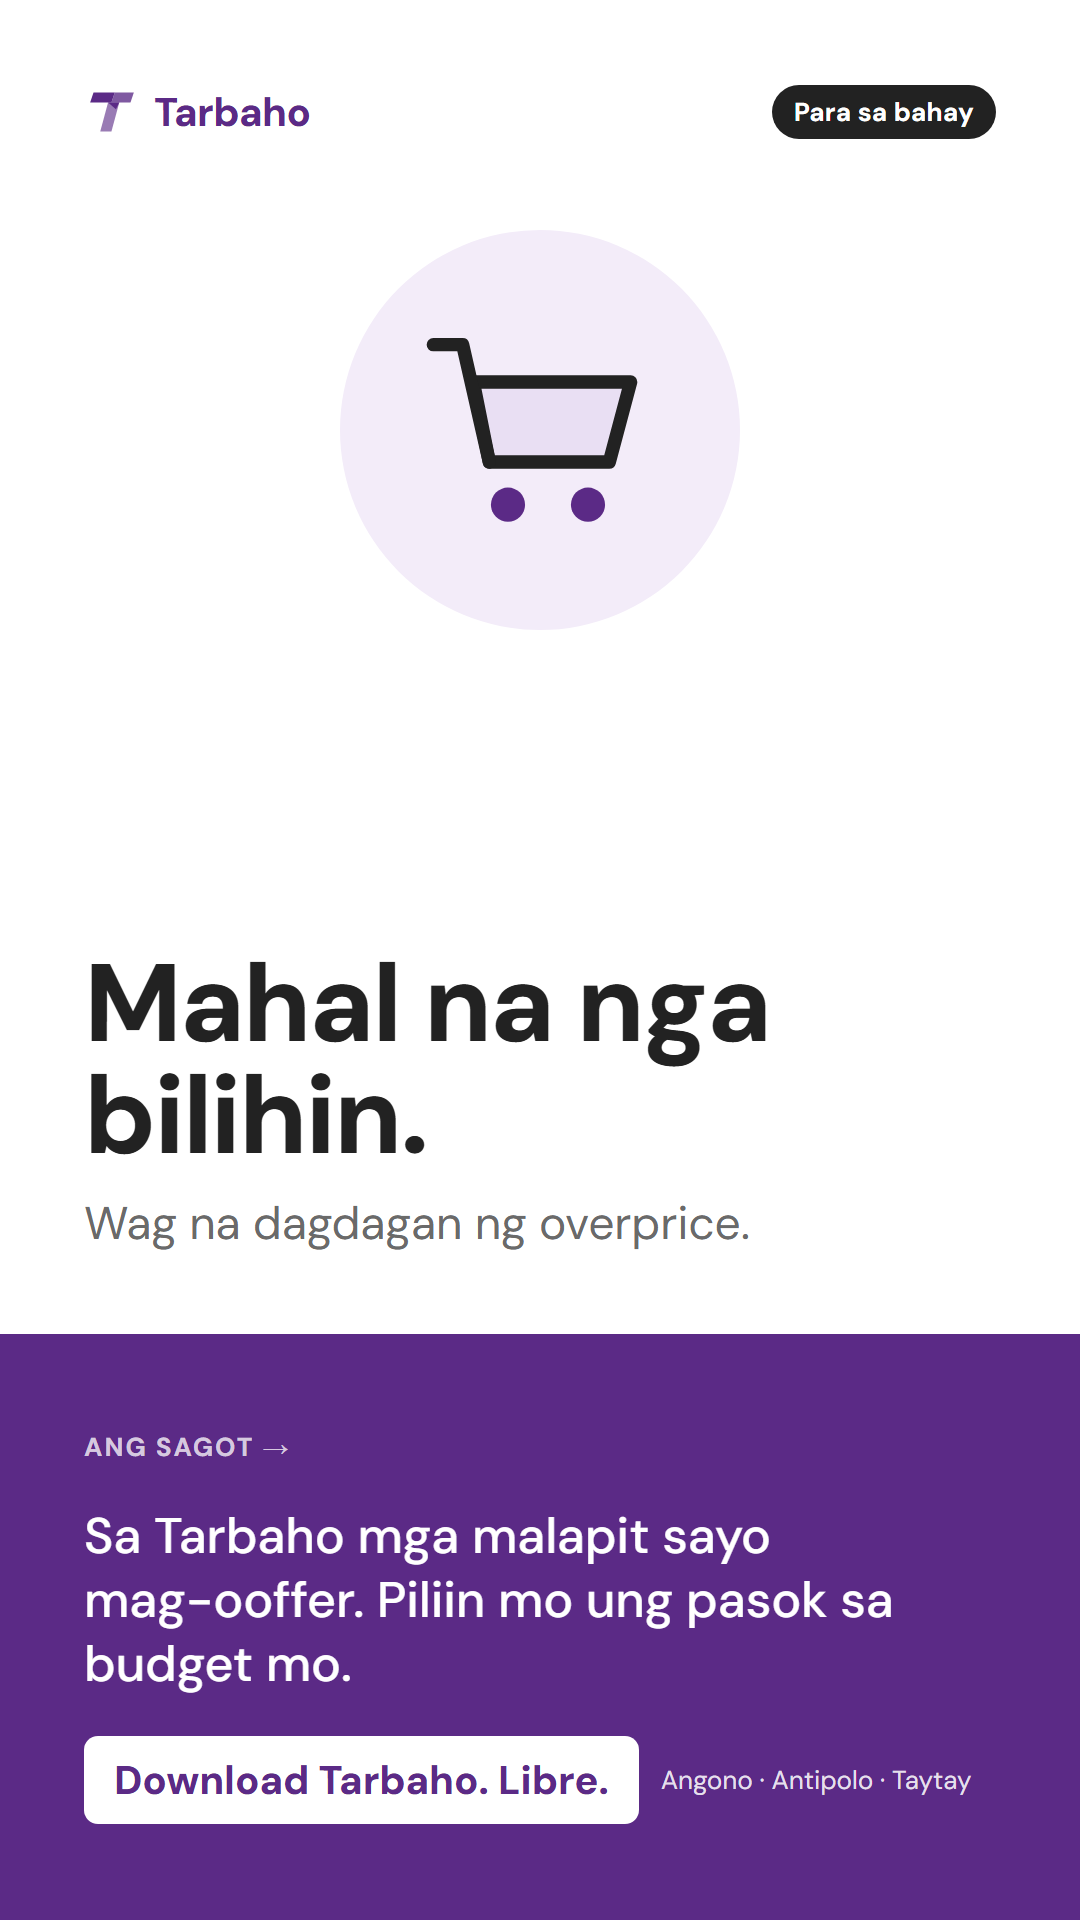 Tarbaho
Para sa bahay
Mahal na nga
bilihin.
Wag na dagdagan ng overprice.
ANG SAGOT →
Sa Tarbaho mga malapit sayo
mag-ooffer. Piliin mo ung pasok sa
budget mo.
Download Tarbaho. Libre.
Angono · Antipolo · Taytay